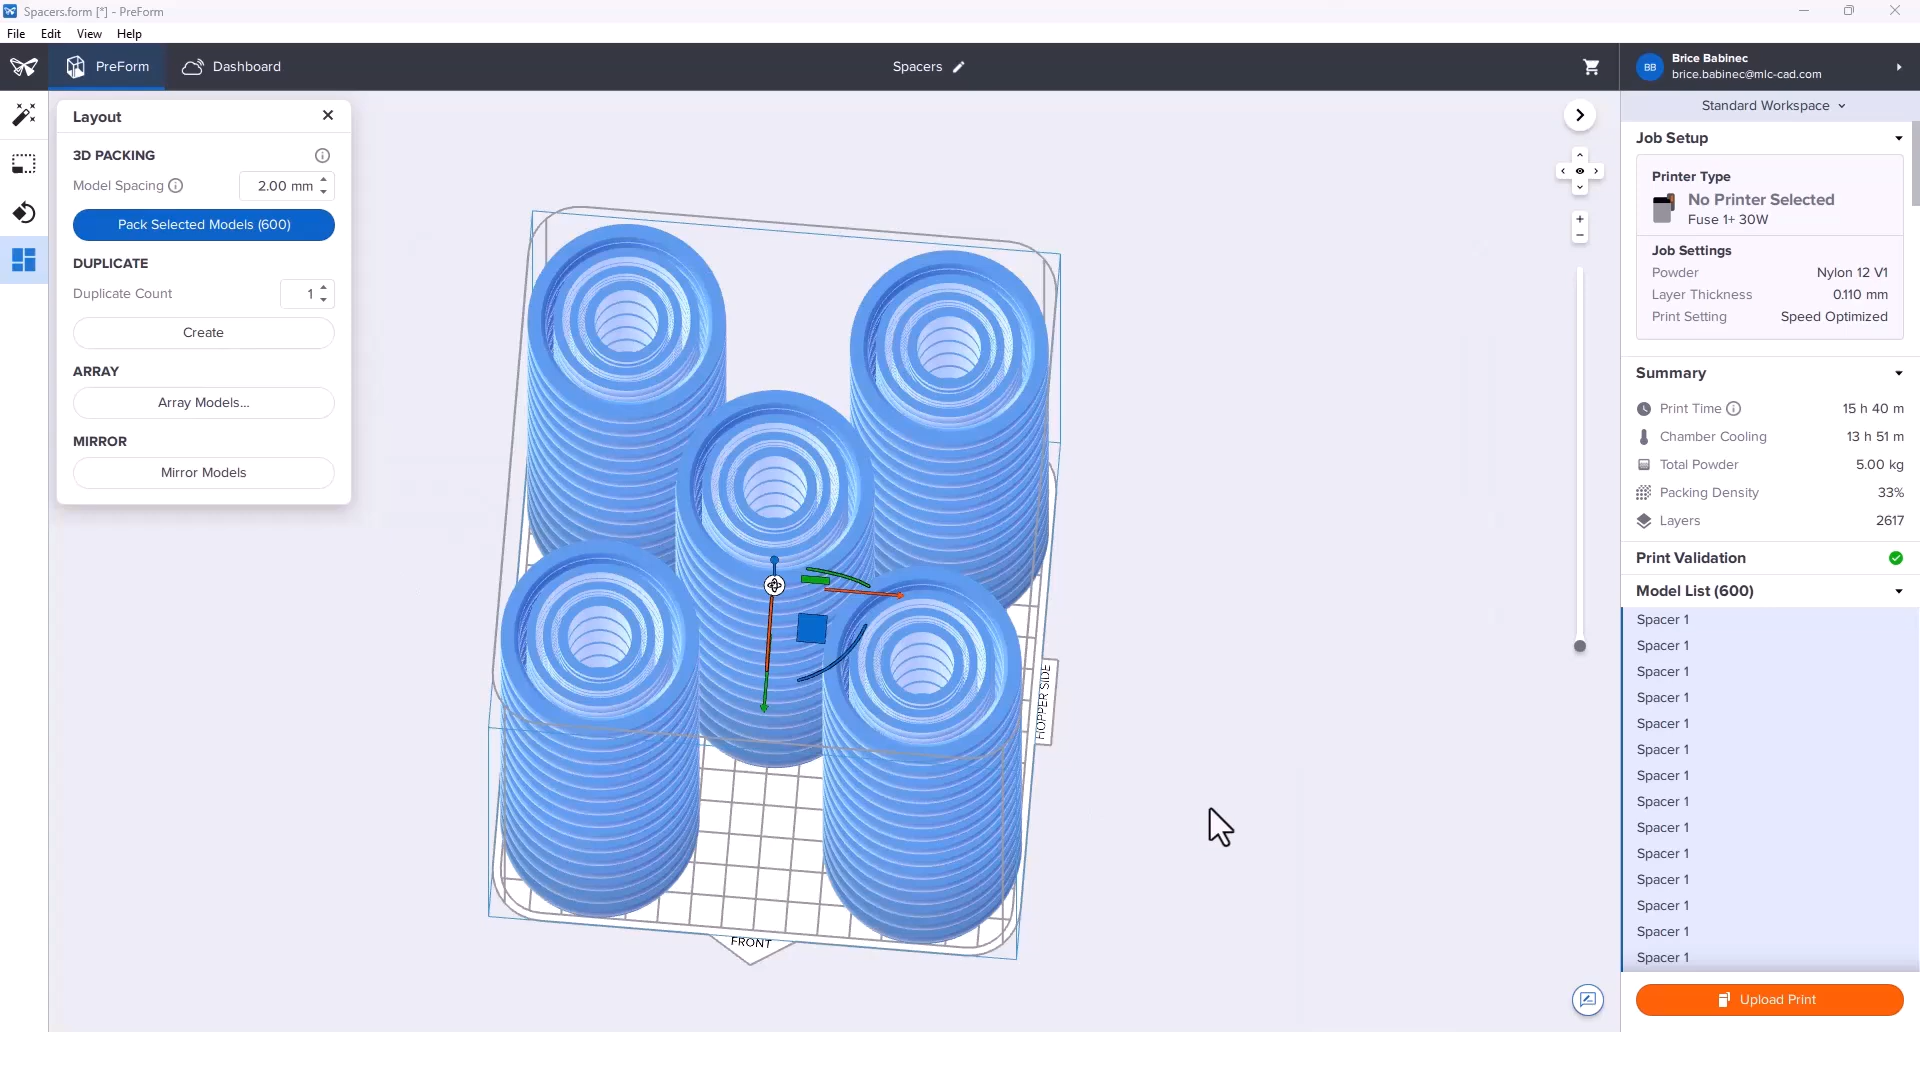 Spacers.form [*] - PreForm
File Edit View Help
PreForm
Dashboard
Spacers
BB
Brice Babinec
brice.babinec@mlc-cad.com
Standard Workspace
Layout
3D PACKING
Model Spacing
2.00 mm
Pack Selected Models (600)
DUPLICATE
Duplicate Count
1
Create
ARRAY
Array Models...
MIRROR
Mirror Models
HOPPER SIDE
FRONT
Job Setup
Printer Type
No Printer Selected
Fuse 1+ 30W
Job Settings
Powder Nylon 12 V1
Layer Thickness 0.110 mm
Print Setting Speed Optimized
Summary
Print Time 15 h 40 m
Chamber Cooling 13 h 51 m
Total Powder 5.00 kg
Packing Density 33%
Layers 2617
Print Validation
Model List (600)
Spacer 1
Spacer 1
Spacer 1
Spacer 1
Spacer 1
Spacer 1
Spacer 1
Spacer 1
Spacer 1
Spacer 1
Spacer 1
Spacer 1
Spacer 1
Spacer 1
Upload Print